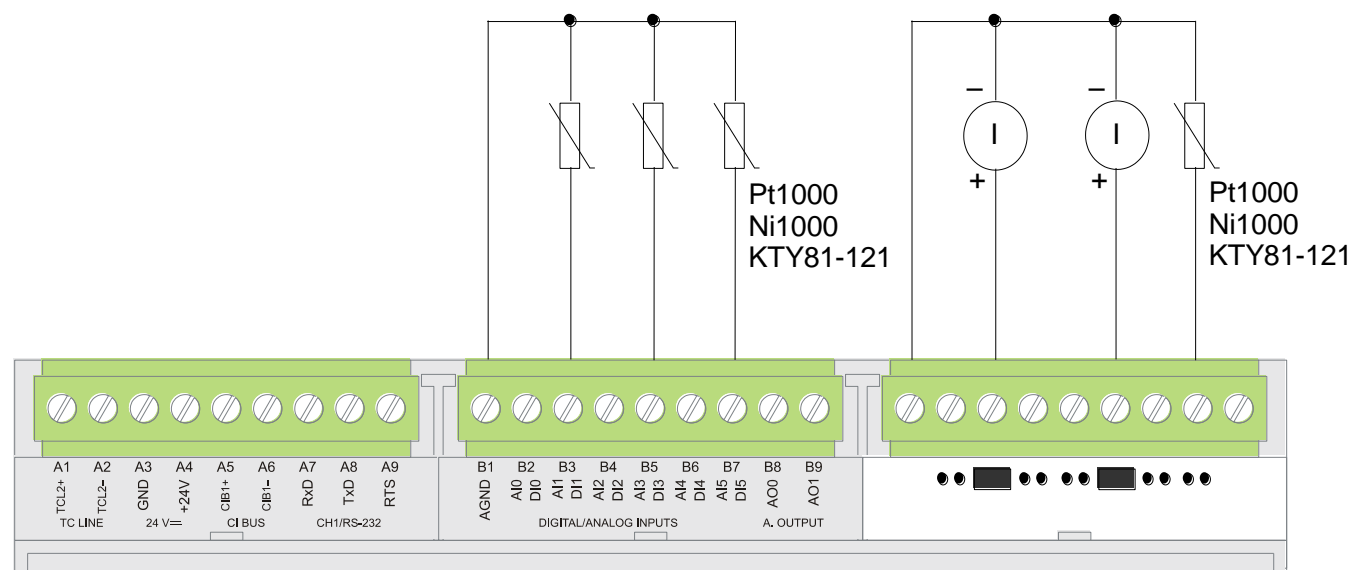 – –
I I
+ +
Pt1000
Ni1000
KTY81-121
Pt1000
Ni1000
KTY81-121
A1 A2 A3 A4 A5 A6 A7 A8 A9
TCL2+ TCL2– GND +24V CIB1+ CIB1– RxD TxD RTS
TC LINE 24 V CI BUS CH1/RS-232
B1 B2 B3 B4 B5 B6 B7 B8 B9
AGND AI0 AI1 AI2 AI3 AI4 AI5 AO0 AO1
DI0 DI1 DI2 DI3 DI4 DI5
DIGITAL/ANALOG INPUTS A. OUTPUT